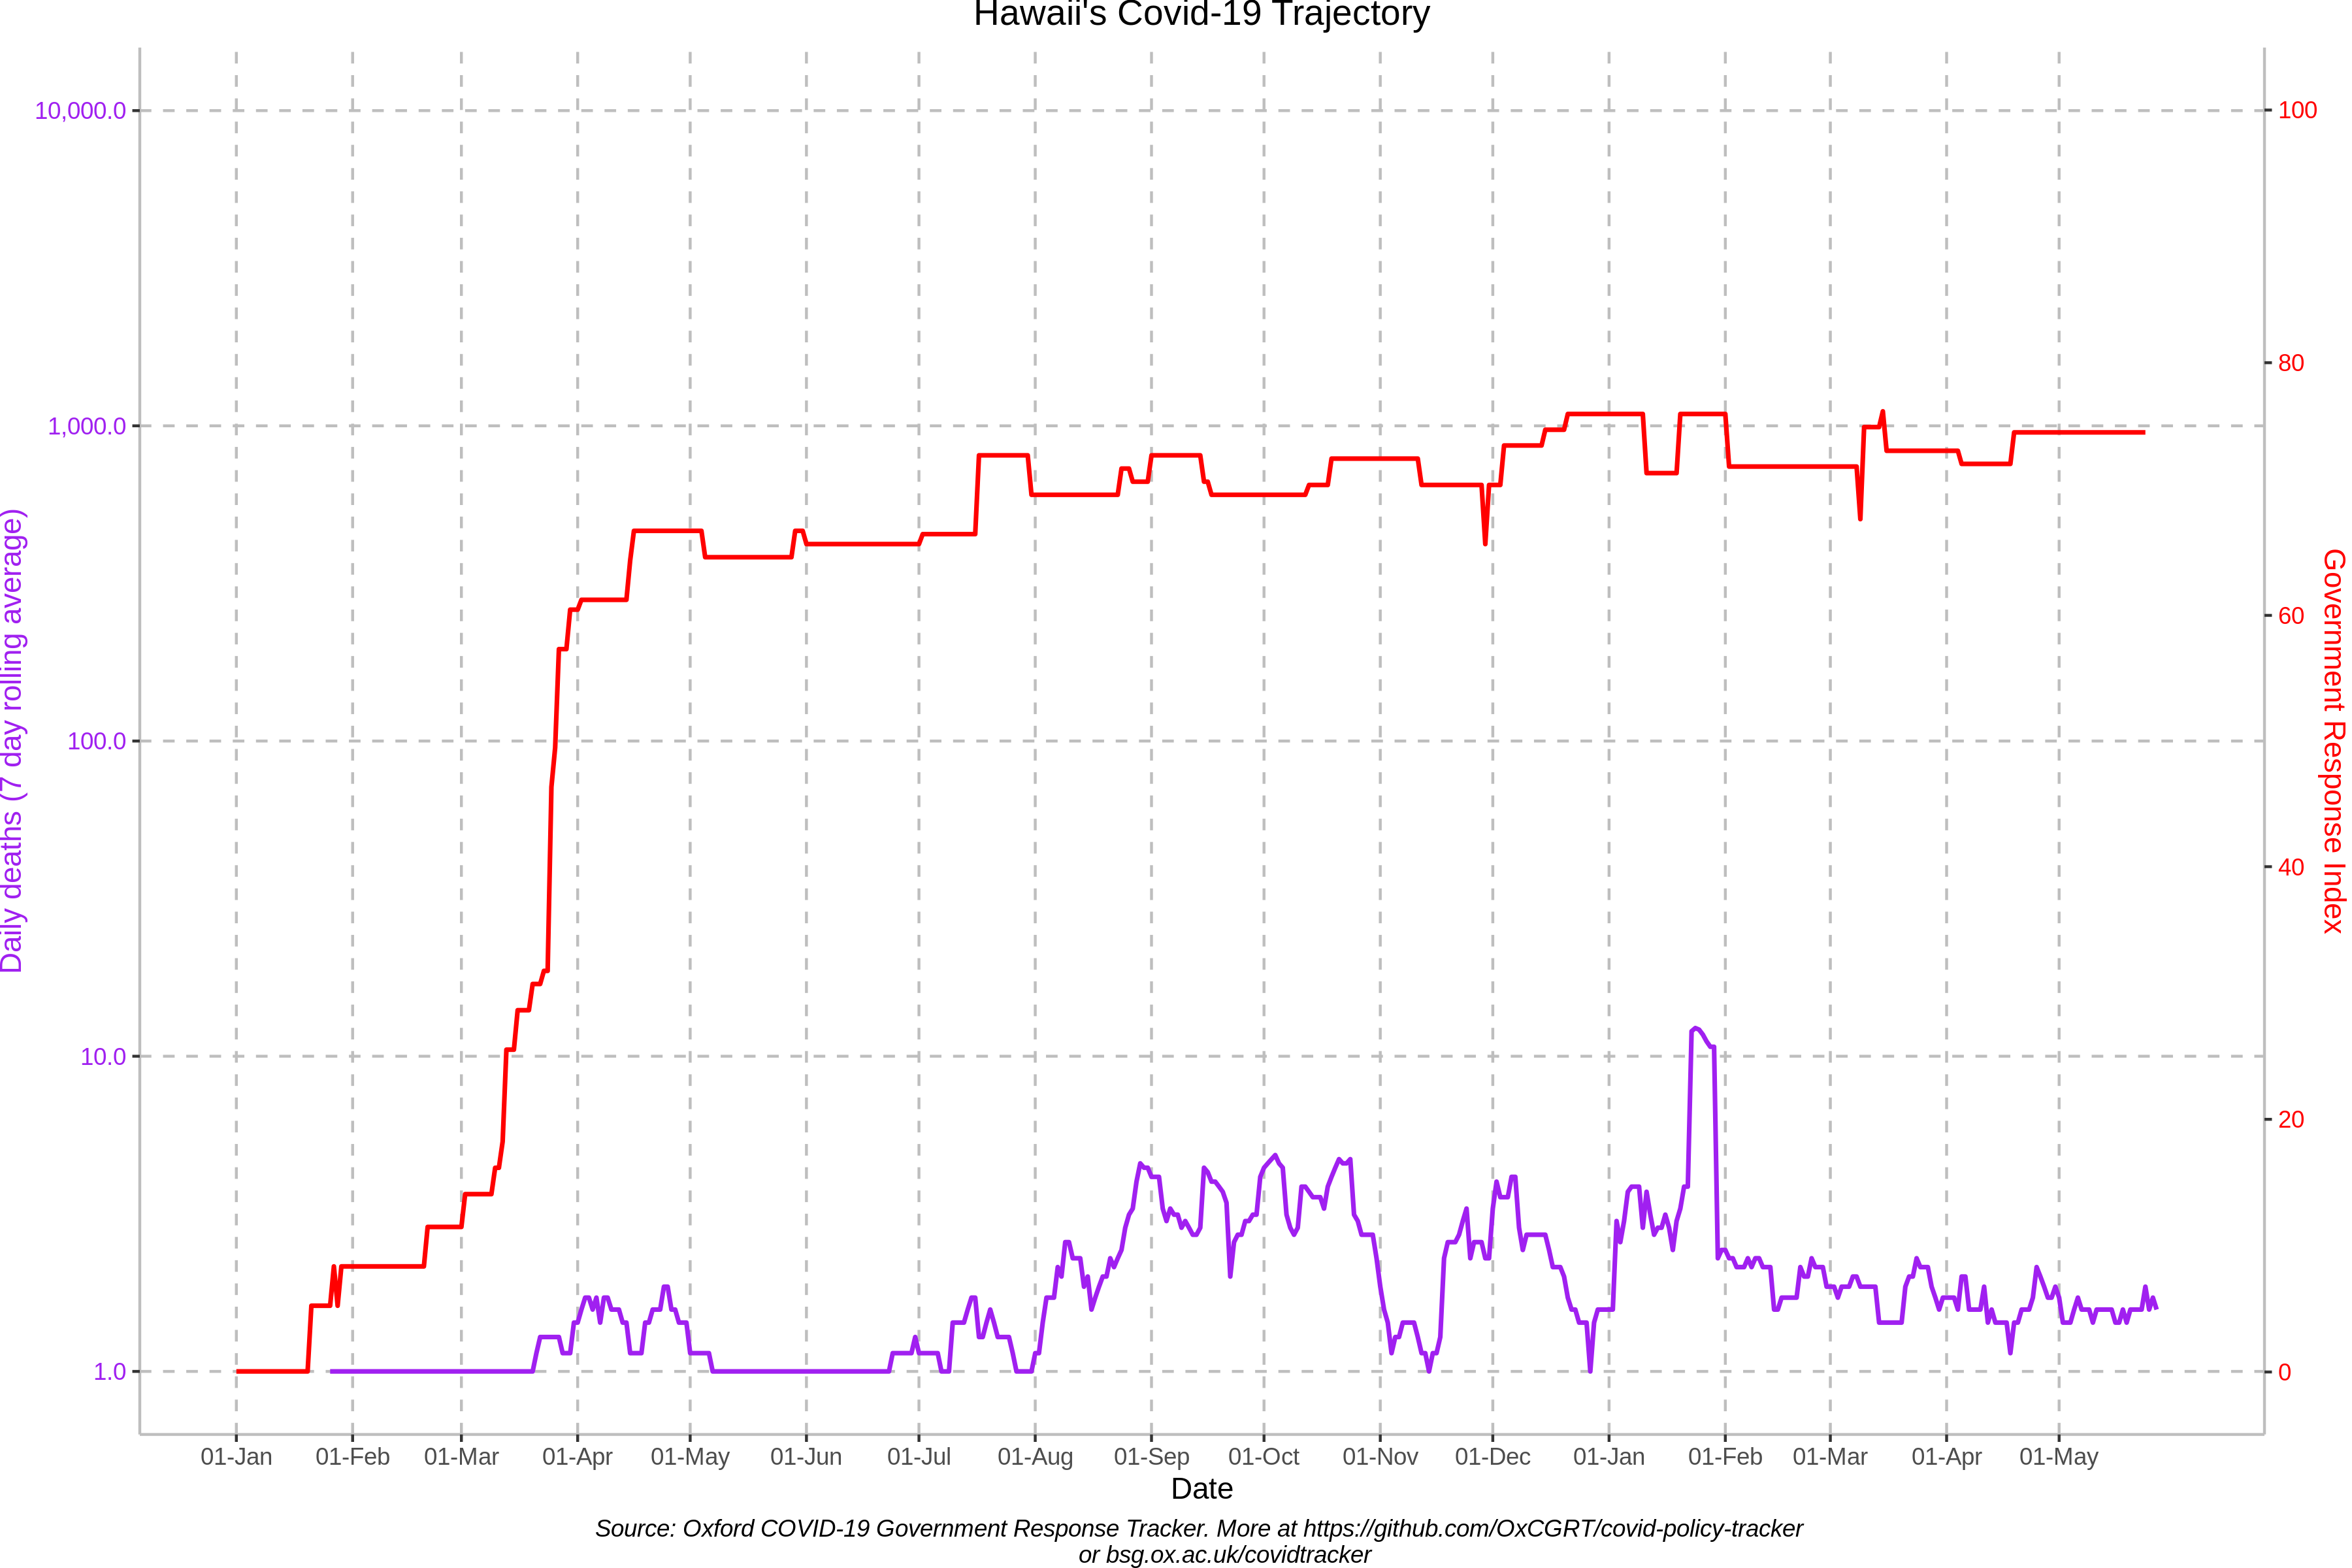 Hawaii's Covid-19 Trajectory
10,000.0
1,000.0
100.0
10.0
1.0
Daily deaths (7 day rolling average)
100
80
60
40
20
0
Government Response Index
01-Jan 01-Feb 01-Mar 01-Apr 01-May 01-Jun 01-Jul 01-Aug 01-Sep 01-Oct 01-Nov 01-Dec 01-Jan 01-Feb 01-Mar 01-Apr 01-May
Date
Source: Oxford COVID-19 Government Response Tracker. More at https://github.com/OxCGRT/covid-policy-tracker
or bsg.ox.ac.uk/covidtracker